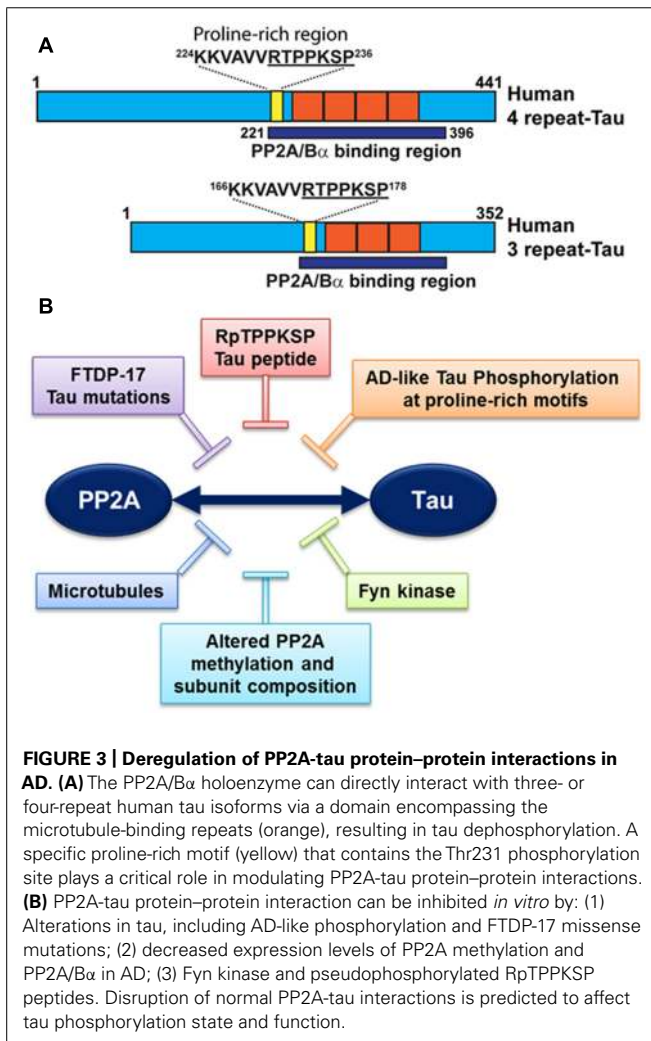 A
Proline-rich region
²²⁴KKVAVVRTPPKSP²³⁶
1
441
Human
4 repeat-Tau
221
396
PP2A/Bα binding region
¹⁶⁶KKVAVVRTPPKSP¹⁷⁸
1
352
Human
3 repeat-Tau
PP2A/Bα binding region
B
RpTPPKSP
Tau peptide
FTDP-17
Tau mutations
AD-like Tau Phosphorylation
at proline-rich motifs
PP2A
Tau
Microtubules
Fyn kinase
Altered PP2A
methylation and
subunit composition
FIGURE 3 | Deregulation of PP2A-tau protein–protein interactions in
AD. (A) The PP2A/Bα holoenzyme can directly interact with three- or
four-repeat human tau isoforms via a domain encompassing the
microtubule-binding repeats (orange), resulting in tau dephosphorylation. A
specific proline-rich motif (yellow) that contains the Thr231 phosphorylation
site plays a critical role in modulating PP2A-tau protein–protein interactions.
(B) PP2A-tau protein–protein interaction can be inhibited in vitro by: (1)
Alterations in tau, including AD-like phosphorylation and FTDP-17 missense
mutations; (2) decreased expression levels of PP2A methylation and
PP2A/Bα in AD; (3) Fyn kinase and pseudophosphorylated RpTPPKSP
peptides. Disruption of normal PP2A-tau interactions is predicted to affect
tau phosphorylation state and function.